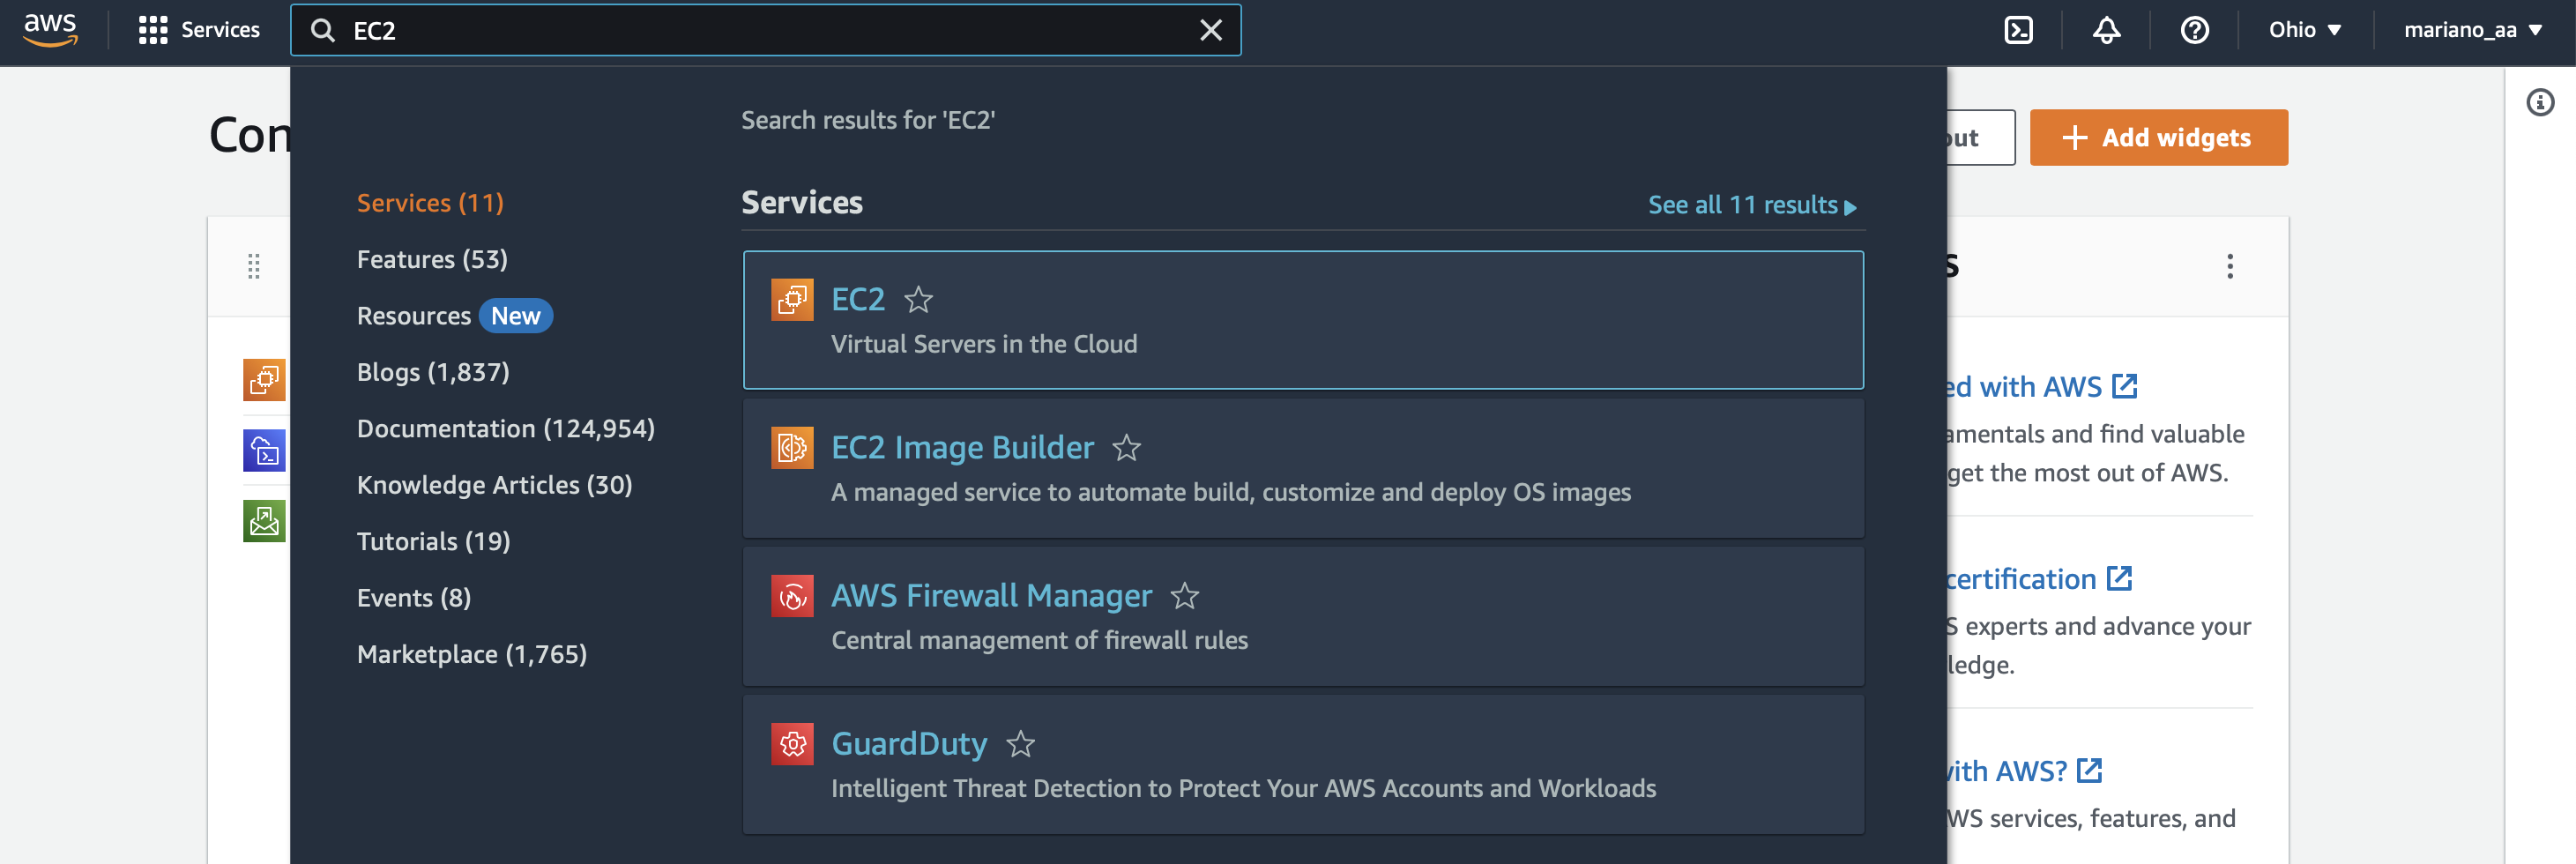 aws
Services
EC2
Ohio
mariano_aa
Search results for 'EC2'
Services (11)
Features (53)
Resources New
Blogs (1,837)
Documentation (124,954)
Knowledge Articles (30)
Tutorials (19)
Events (8)
Marketplace (1,765)
Services
See all 11 results
EC2
Virtual Servers in the Cloud
EC2 Image Builder
A managed service to automate build, customize and deploy OS images
AWS Firewall Manager
Central management of firewall rules
GuardDuty
Intelligent Threat Detection to Protect Your AWS Accounts and Workloads
Con
out
Add widgets
s
ed with AWS
amentals and find valuable
get the most out of AWS.
certification
S experts and advance your
ledge.
with AWS?
WS services, features, and